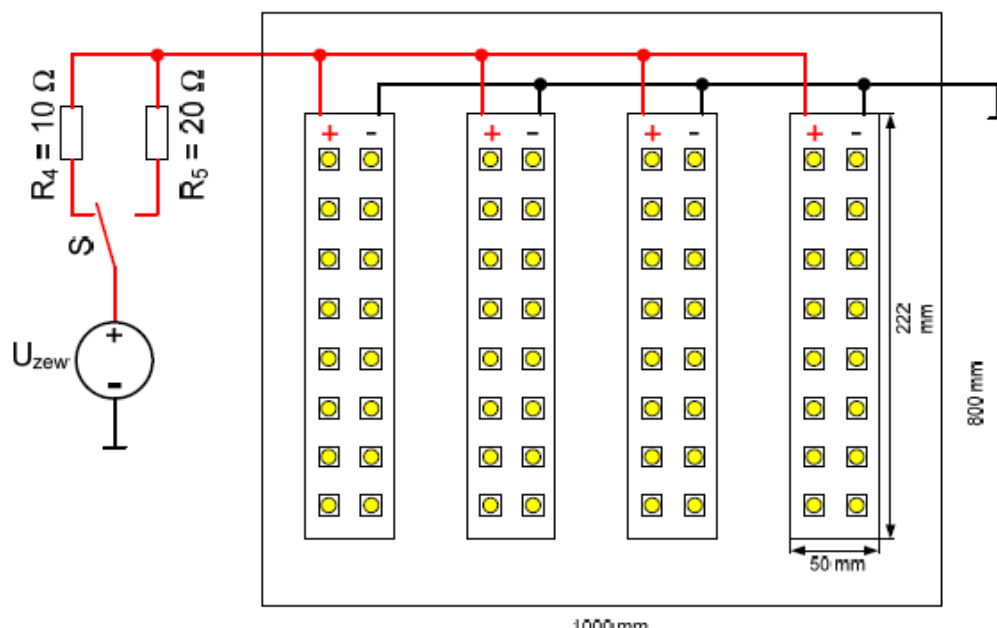 R4 = 10 Ω
R5 = 20 Ω
S
Uzew
+
-
+ -
+ -
+ -
+ -
222
mm
800 mm
50 mm
1000 mm